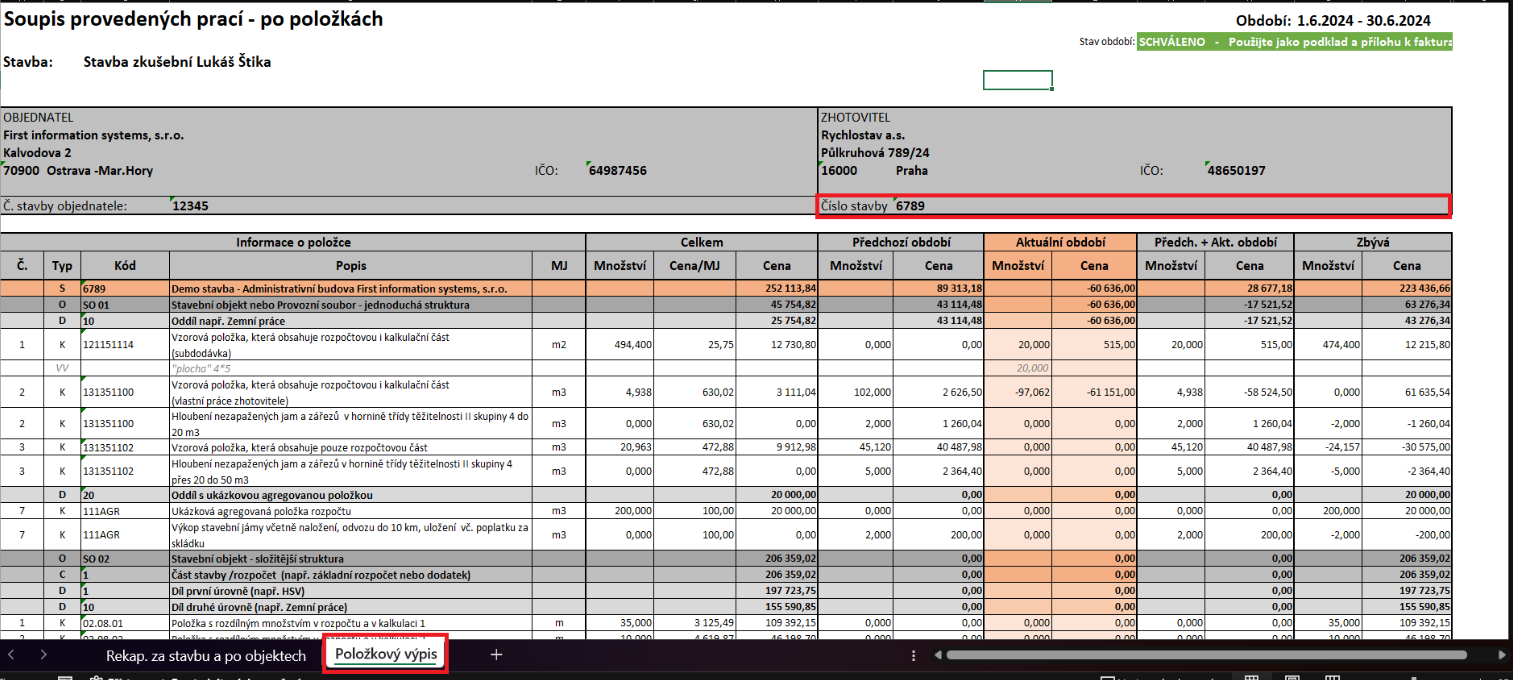 Soupis provedených prací - po položkách
Období: 1.6.2024 - 30.6.2024
Stav období: SCHVÁLENO - Použijte jako podklad a přílohu k faktura
Stavba: Stavba zkušební Lukáš Štika
OBJEDNATEL ZHOTOVITEL
First information systems, s.r.o. Rychlostav a.s.
Kalvodova 2 Půlkruhová 789/24
70900 Ostrava -Mar.Hory IČO: 64987456 16000 Praha IČO: 48650197
Č. stavby objednatele: 12345 Číslo stavby 6789
Informace o položce Celkem Předchozí období Aktuální období Předch. + Akt. období Zbývá
Č. Typ Kód Popis MJ Množství Cena/MJ Cena Množství Cena Množství Cena Množství Cena Množství Cena
S 6789 Demo stavba - Administrativní budova First information systems, s.r.o. 252 113,84 89 313,18 -60 636,00 28 677,18 223 436,66
O SO 01 Stavební objekt nebo Provozní soubor - jednoduchá struktura 45 754,82 43 114,48 -60 636,00 -17 521,52 63 276,34
D 10 Oddíl např. Zemní práce 25 754,82 43 114,48 -60 636,00 -17 521,52 43 276,34
1 K 121151114 Vzorová položka, která obsahuje rozpočtovou i kalkulační část
(subdodávka) m2 494,400 25,75 12 730,80 0,000 0,00 20,000 515,00 20,000 515,00 474,400 12 215,80
VV "plocha" 4*5 20,000
2 K 131351100 Vzorová položka, která obsahuje rozpočtovou i kalkulační část
(vlastní práce zhotovitele) m3 4,938 630,02 3 111,04 102,000 2 626,50 -97,062 -61 151,00 4,938 -58 524,50 0,000 61 635,54
2 K 131351100 Hloubení nezapažených jam a zářezů v hornině třídy těžitelnosti II skupiny 4 do
20 m3 m3 0,000 630,02 0,00 2,000 1 260,04 0,000 0,00 2,000 1 260,04 -2,000 -1 260,04
3 K 131351102 Vzorová položka, která obsahuje pouze rozpočtovou část m3 20,963 472,88 9 912,98 45,120 40 487,98 0,000 0,00 45,120 40 487,98 -24,157 -30 575,00
3 K 131351102 Hloubení nezapažených jam a zářezů v hornině třídy těžitelnosti II skupiny 4
přes 20 do 50 m3 m3 0,000 472,88 0,00 5,000 2 364,40 0,000 0,00 5,000 2 364,40 -5,000 -2 364,40
D 20 Oddíl s ukázkovou agregovanou položkou 20 000,00 0,00 0,00 0,00 20 000,00
7 K 111AGR Ukázková agregovaná položka rozpočtu m3 200,000 100,00 20 000,00 0,000 0,00 0,000 0,00 0,000 0,00 200,000 20 000,00
7 K 111AGR Výkop stavební jámy včetně naložení, odvozu do 10 km, uložení vč. poplatku za
skládku m3 0,000 100,00 0,00 2,000 200,00 0,000 0,00 2,000 200,00 -2,000 -200,00
O SO 02 Stavební objekt - složitější struktura 206 359,02 0,00 0,00 0,00 206 359,02
C 1 Část stavby /rozpočet (např. základní rozpočet nebo dodatek) 206 359,02 0,00 0,00 0,00 206 359,02
D 1 Díl první úrovně (např. HSV) 197 723,75 0,00 0,00 0,00 197 723,75
D 10 Díl druhé úrovně (např. Zemní práce) 155 590,85 0,00 0,00 0,00 155 590,85
1 K 02.08.01 Položka s rozdílným množstvím v rozpočtu a v kalkulaci 1 m 35,000 3 125,49 109 392,15 0,000 0,00 0,000 0,00 0,000 0,00 35,000 109 392,15
Rekap. za stavbu a po objektech Položkový výpis